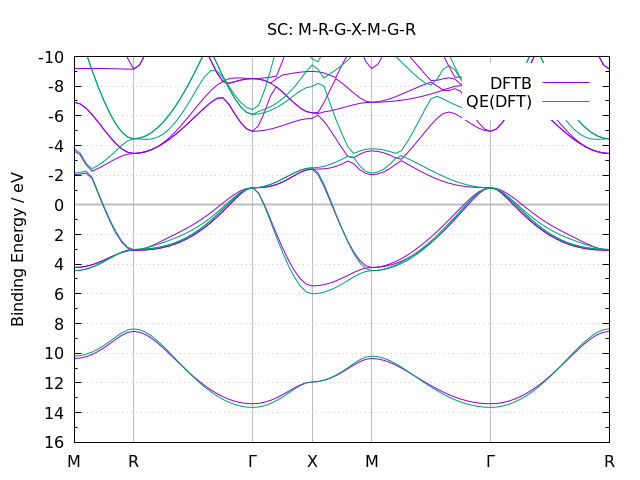 SC: M-R-G-X-M-G-R
-10
-8
-6
-4
-2
0
2
4
6
8
10
12
14
16
Binding Energy / eV
DFTB
QE(DFT)
M R Γ X M Γ R